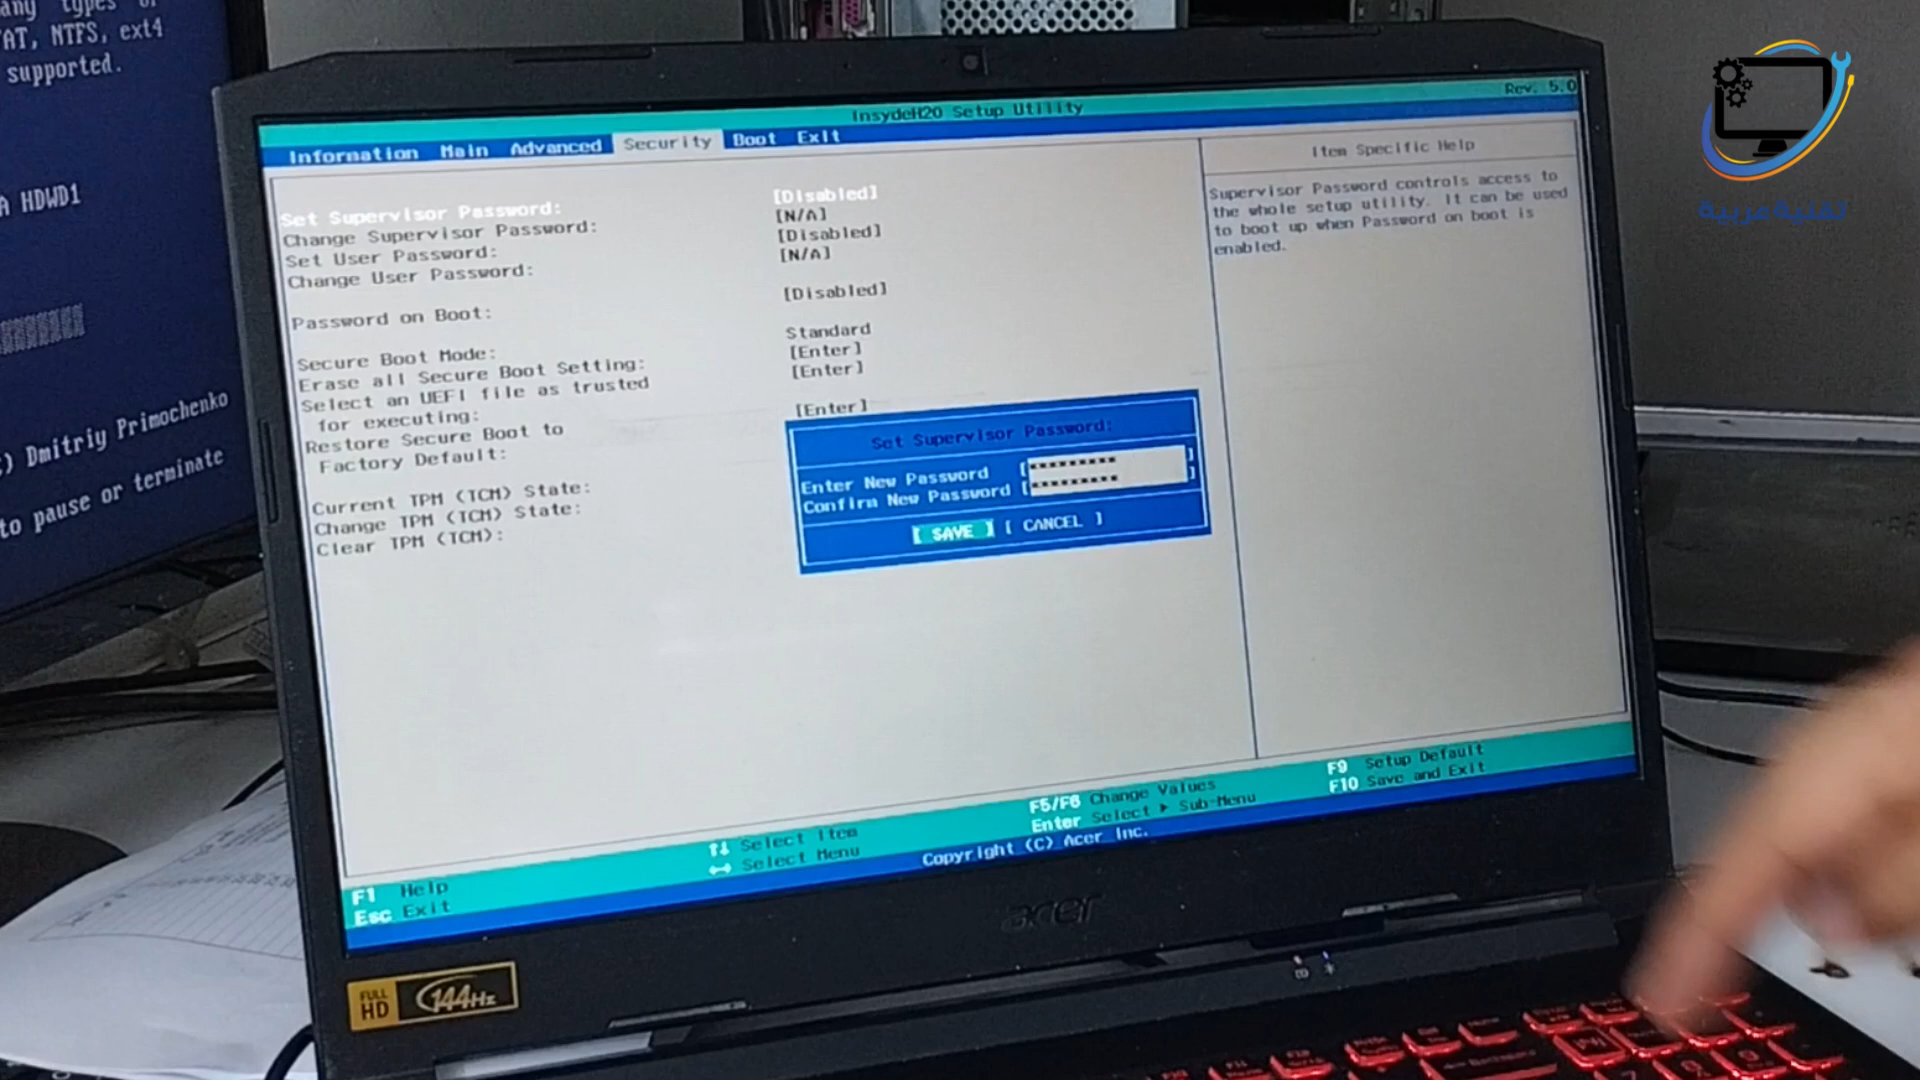 any types of
FAT, NTFS, ext4
supported.
A HDWD1
) Dmitriy Primochenko
to pause or terminate
تقنية عربية
InsydeH2O Setup Utility
Rev. 5.0
Information Main Advanced Security Boot Exit
Set Supervisor Password: [Disabled]
Change Supervisor Password: [N/A]
Set User Password: [Disabled]
Change User Password: [N/A]
Password on Boot: [Disabled]
Secure Boot Mode: Standard
Erase all Secure Boot Setting: [Enter]
Select an UEFI file as trusted [Enter]
for executing:
Restore Secure Boot to [Enter]
Factory Default:
Current TPM (TCM) State:
Change TPM (TCM) State:
Clear TPM (TCM):
Set Supervisor Password:
Enter New Password [•••••••••]
Confirm New Password [•••••••••]
[ SAVE ] [ CANCEL ]
Item Specific Help
Supervisor Password controls access to
the whole setup utility. It can be used
to boot up when Password on boot is
enabled.
F1 Help
Esc Exit
↑↓ Select Item
↔ Select Menu
F5/F6 Change Values
Enter Select ▸ Sub-Menu
F9 Setup Default
F10 Save and Exit
Copyright (C) Acer Inc.
acer
FULL HD 144Hz